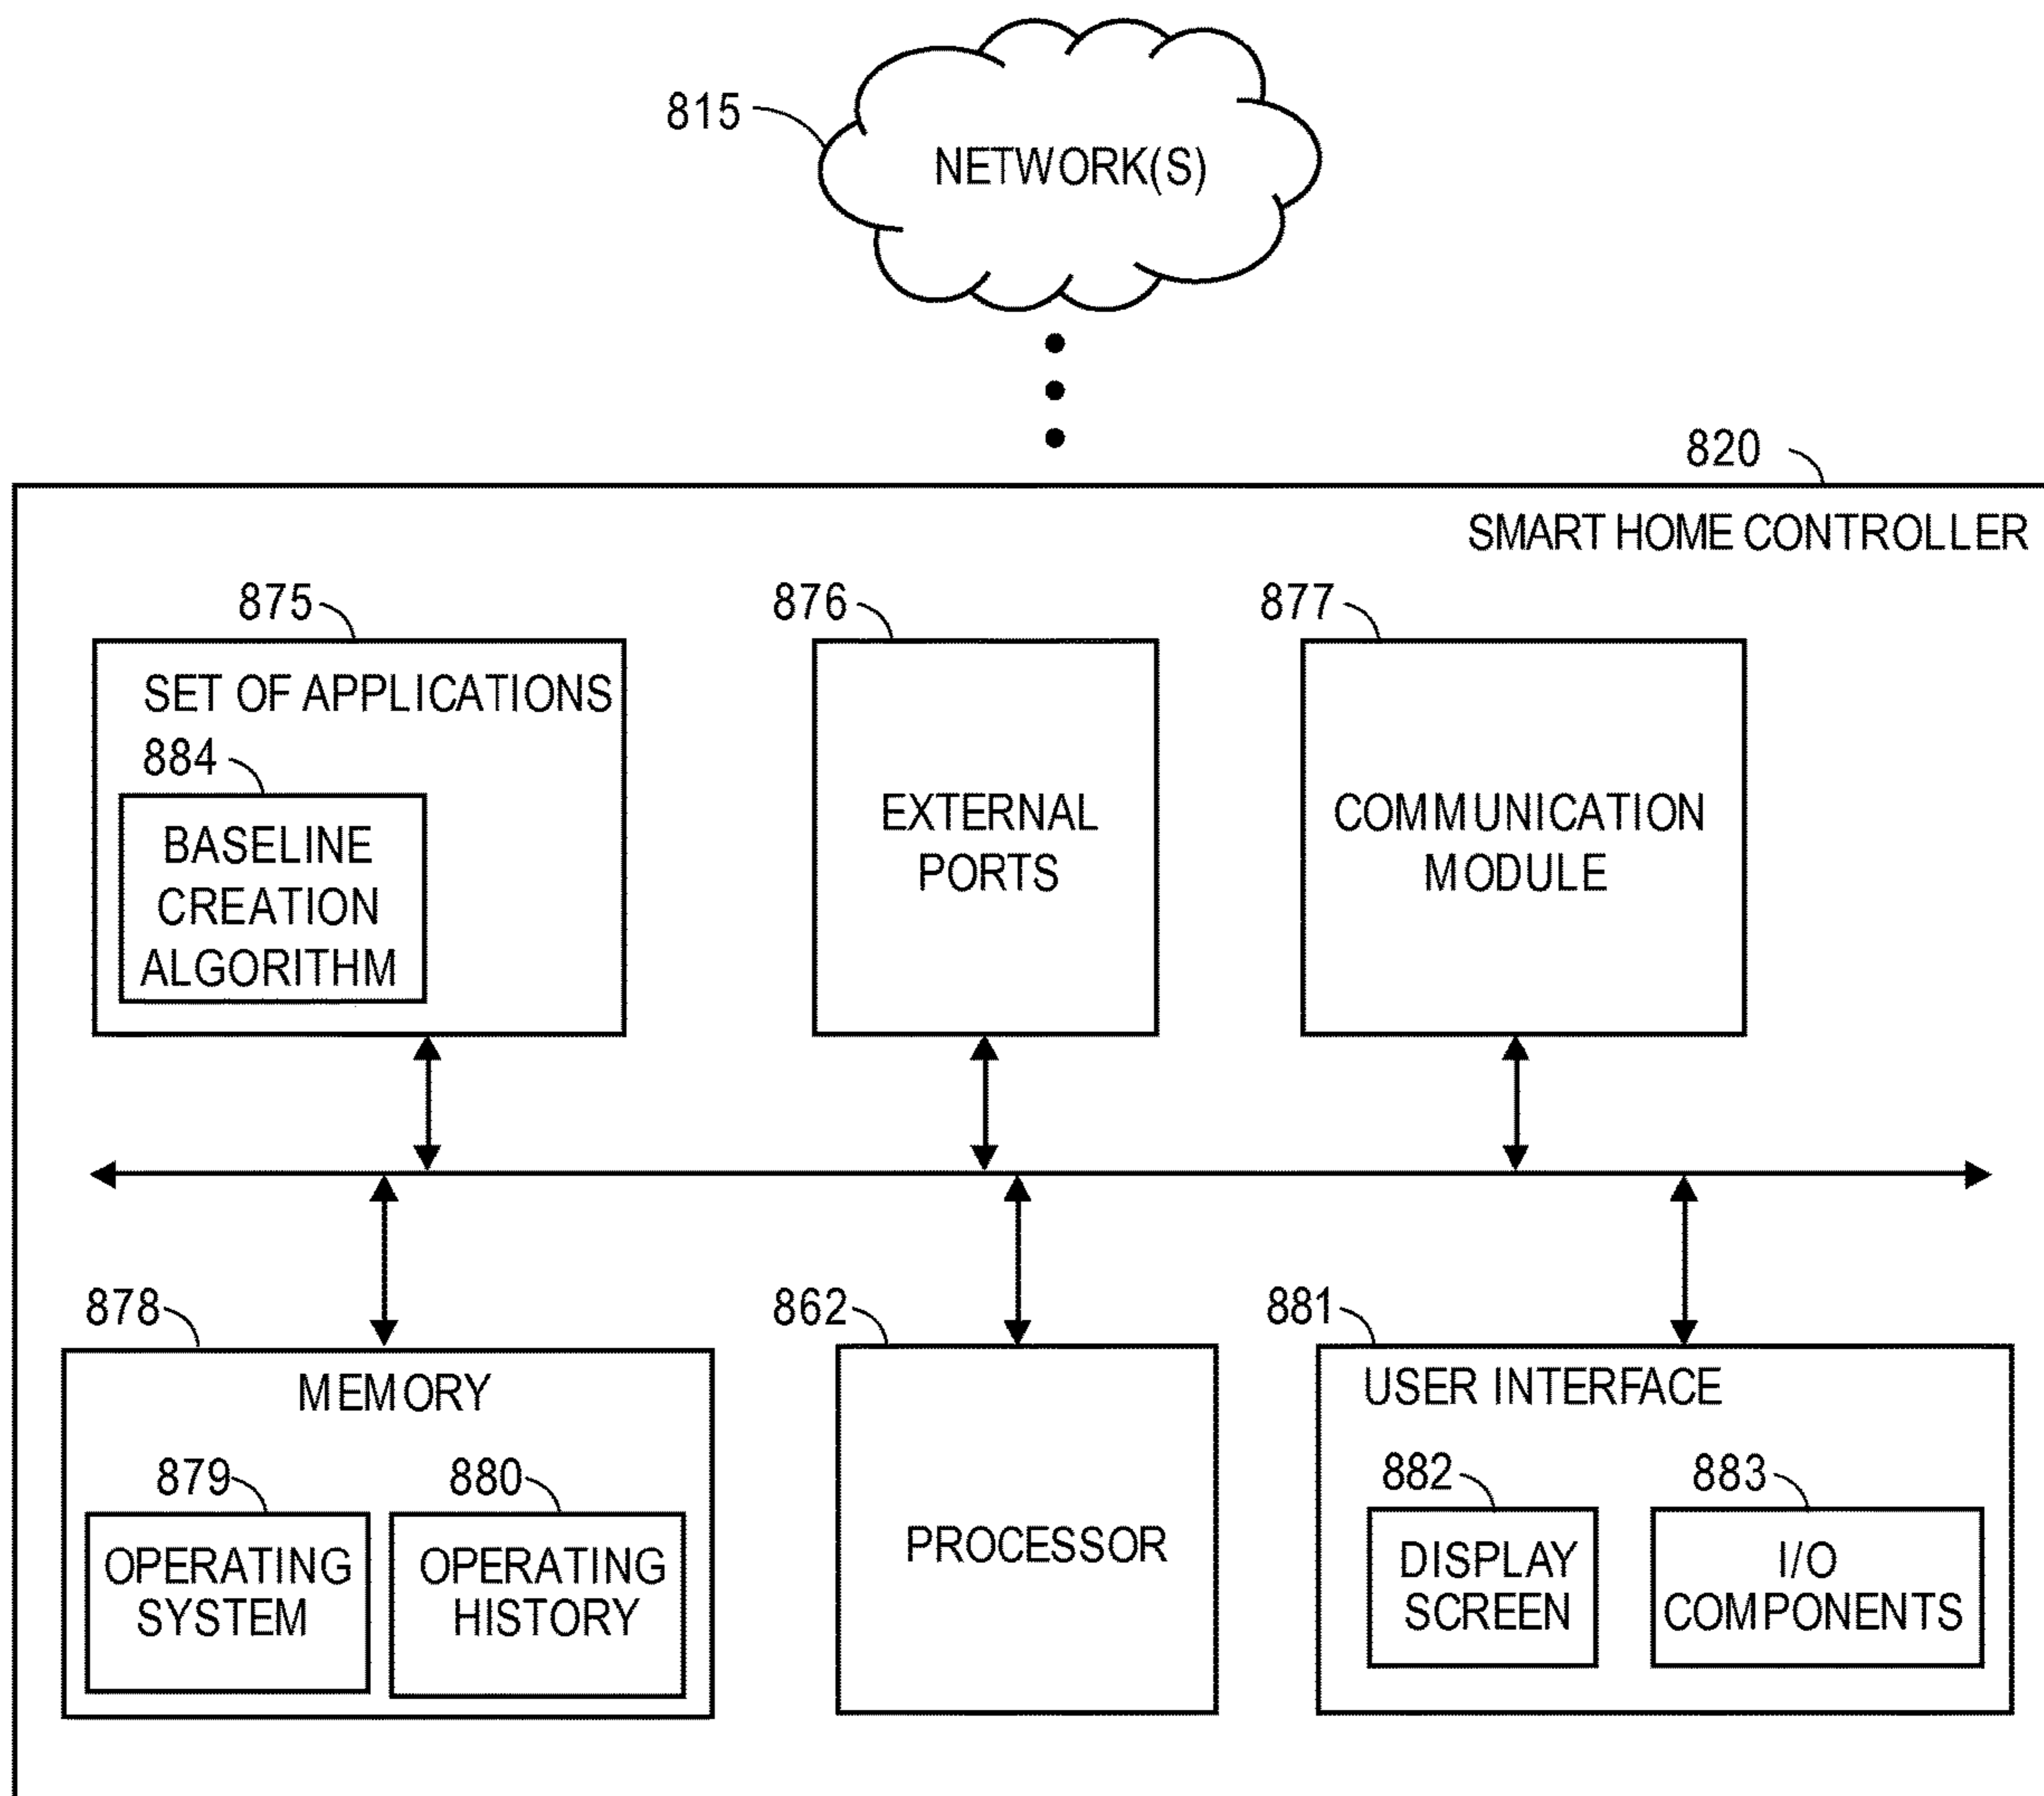 815
NETWORK(S)
820
SMART HOME CONTROLLER
875
SET OF APPLICATIONS
884
BASELINE
CREATION
ALGORITHM
876
EXTERNAL
PORTS
877
COMMUNICATION
MODULE
878
MEMORY
879
OPERATING
SYSTEM
880
OPERATING
HISTORY
862
PROCESSOR
881
USER INTERFACE
882
DISPLAY
SCREEN
883
I/O
COMPONENTS